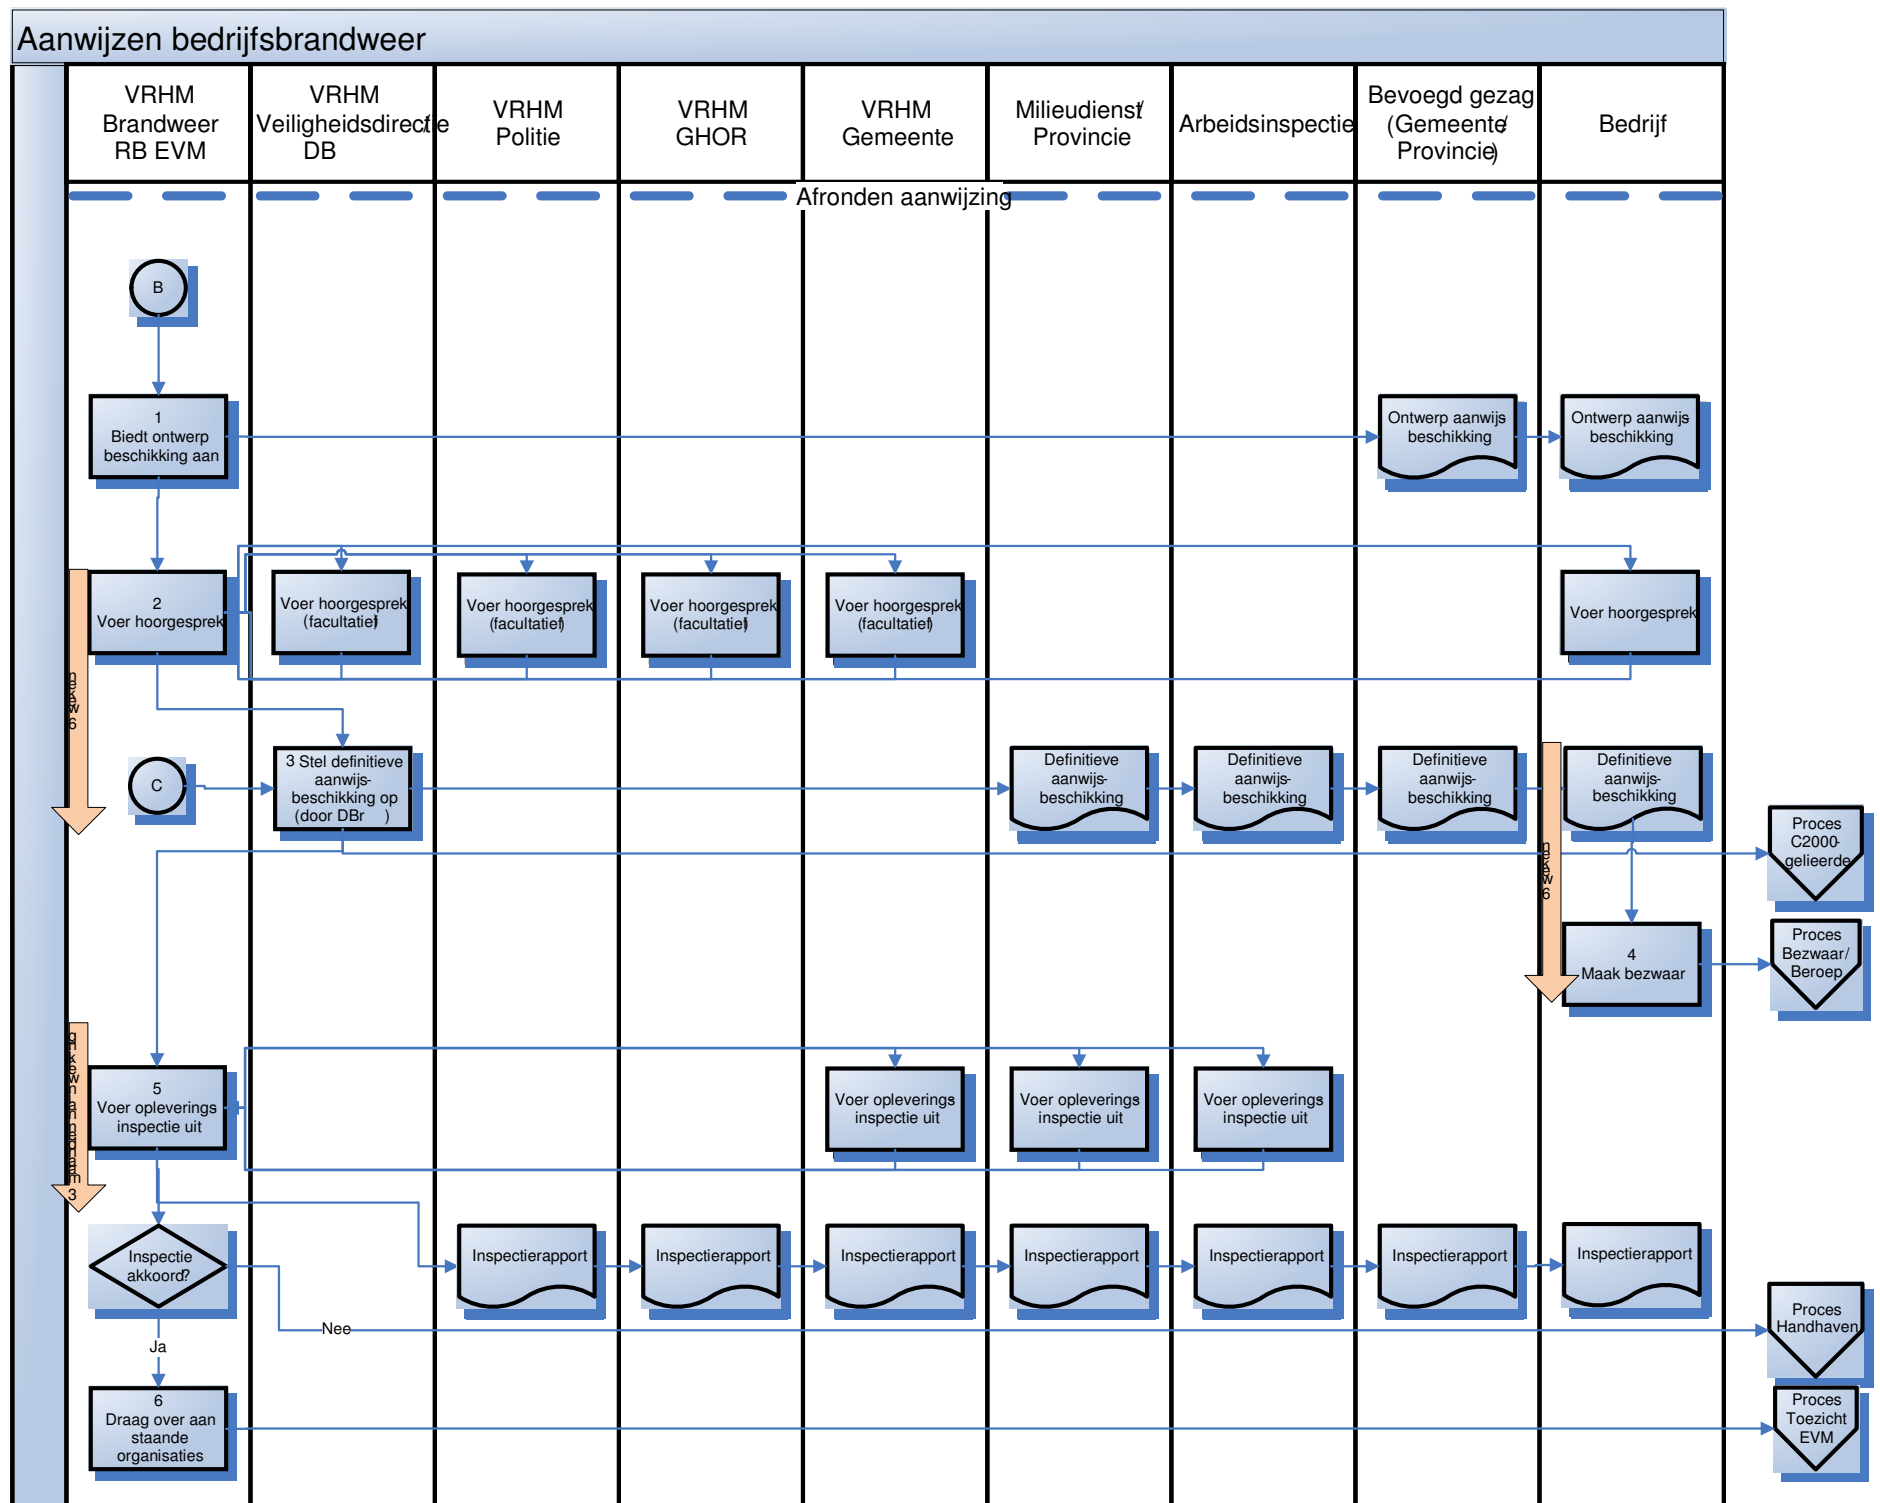 Aanwijzen bedrijfsbrandweer
VRHM
Brandweer
RB EVM
VRHM
Veiligheidsdirectie/
DB
VRHM
Politie
VRHM
GHOR
VRHM
Gemeente
Milieudienst/
Provincie
Arbeidsinspectie
Bevoegd gezag
(Gemeente/
Provincie)
Bedrijf
Afronden aanwijzing
B
1
Biedt ontwerp
beschikking aan
Ontwerp aanwijs-
beschikking
Ontwerp aanwijs-
beschikking
2
Voer hoorgesprek
Voer hoorgesprek
(facultatief)
Voer hoorgesprek
(facultatief)
Voer hoorgesprek
(facultatief)
Voer hoorgesprek
(facultatief)
Voer hoorgesprek
6 weken
C
3 Stel definitieve
aanwijs-
beschikking op
(door DBr )
Definitieve
aanwijs-
beschikking
Definitieve
aanwijs-
beschikking
Definitieve
aanwijs-
beschikking
Definitieve
aanwijs-
beschikking
6 weken
Proces
C2000-
gelieerde
4
Maak bezwaar
Proces
Bezwaar/
Beroep
5
Voer opleverings-
inspectie uit
Voer opleverings-
inspectie uit
Voer opleverings-
inspectie uit
Voer opleverings-
inspectie uit
3 maanden
Inspectie
akkoord?
Inspectierapport
Inspectierapport
Inspectierapport
Inspectierapport
Inspectierapport
Inspectierapport
Inspectierapport
Nee
Proces
Handhaven
Ja
6
Draag over aan
staande
organisaties
Proces
Toezicht
EVM